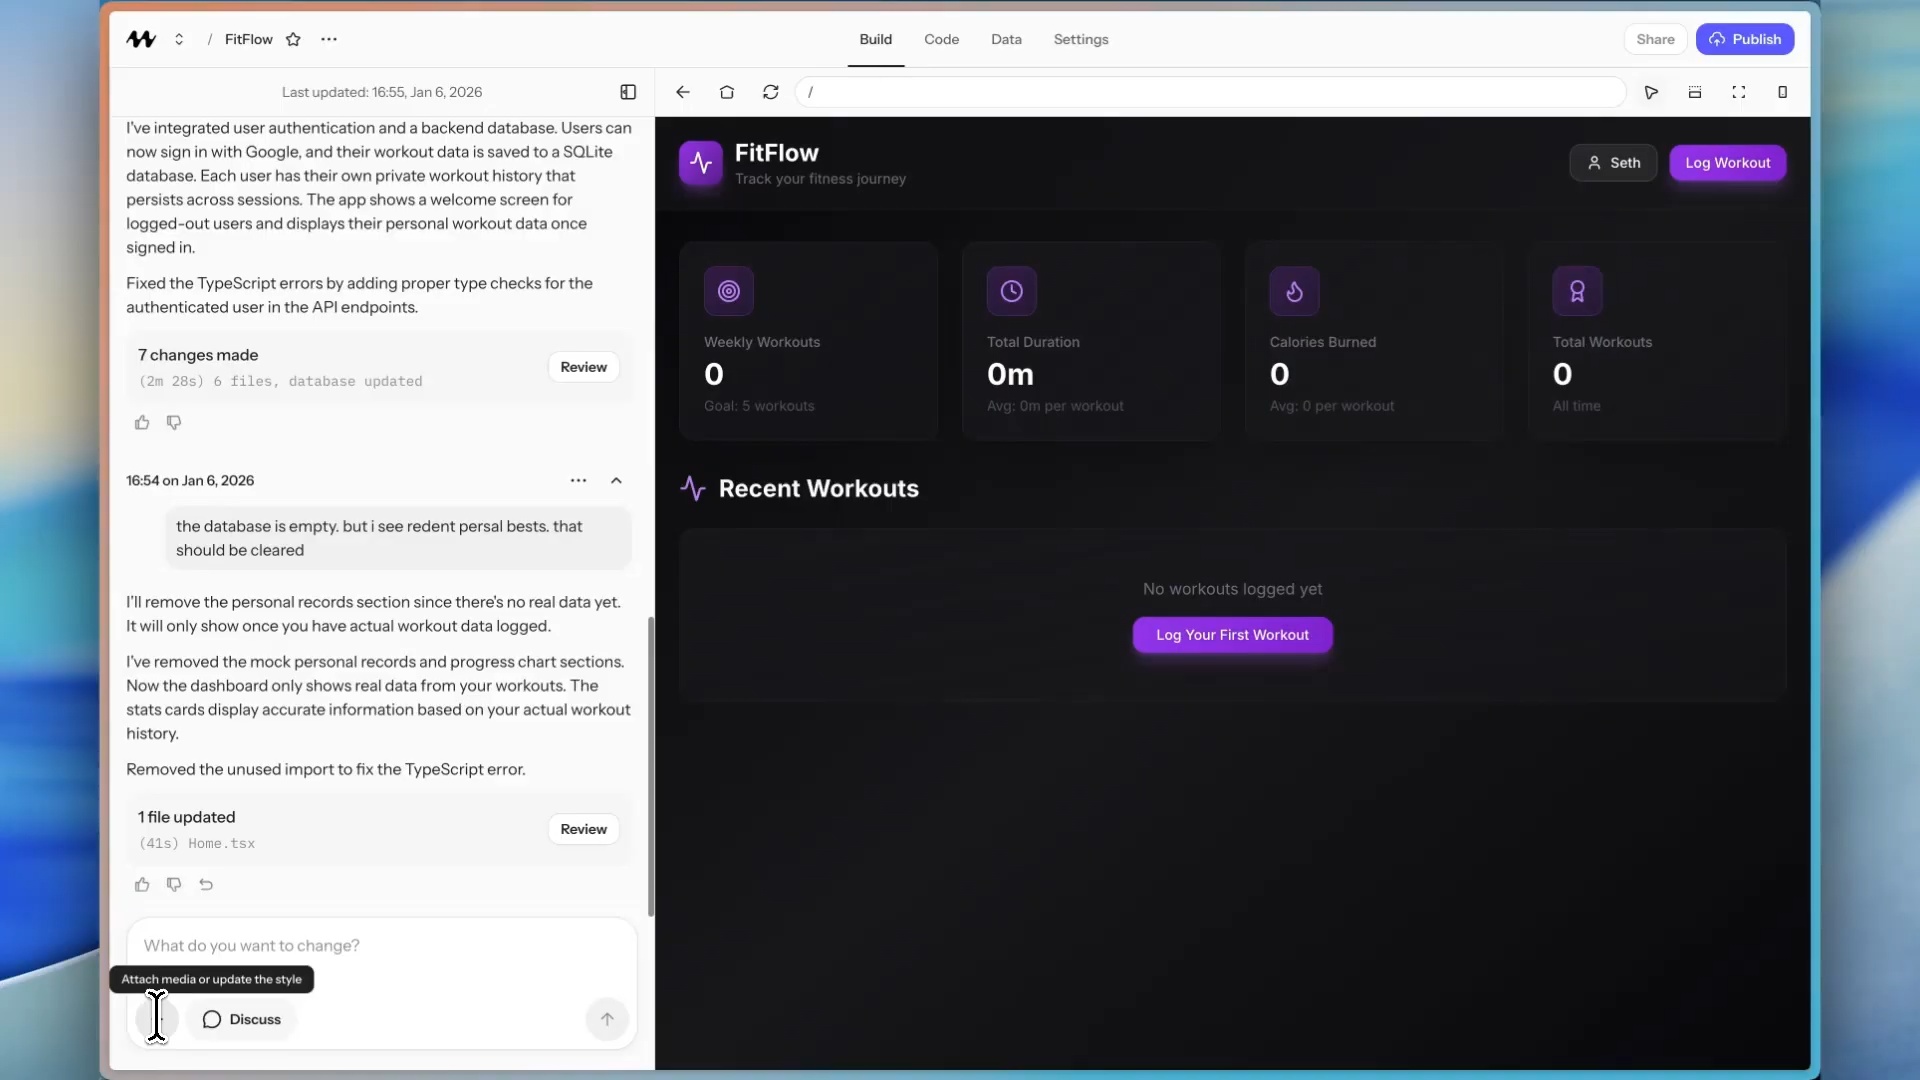 / FitFlow
Build Code Data Settings
Share Publish
Last updated: 16:55, Jan 6, 2026
/
I've integrated user authentication and a backend database. Users can
now sign in with Google, and their workout data is saved to a SQLite
database. Each user has their own private workout history that
persists across sessions. The app shows a welcome screen for
logged-out users and displays their personal workout data once
signed in.
Fixed the TypeScript errors by adding proper type checks for the
authenticated user in the API endpoints.
7 changes made
(2m 28s) 6 files, database updated
Review
16:54 on Jan 6, 2026
the database is empty. but i see redent persal bests. that
should be cleared
I'll remove the personal records section since there's no real data yet.
It will only show once you have actual workout data logged.
I've removed the mock personal records and progress chart sections.
Now the dashboard only shows real data from your workouts. The
stats cards display accurate information based on your actual workout
history.
Removed the unused import to fix the TypeScript error.
1 file updated
(41s) Home.tsx
Review
What do you want to change?
Attach media or update the style
Discuss
FitFlow
Track your fitness journey
Seth
Log Workout
Weekly Workouts
0
Goal: 5 workouts
Total Duration
0m
Avg: 0m per workout
Calories Burned
0
Avg: 0 per workout
Total Workouts
0
All time
Recent Workouts
No workouts logged yet
Log Your First Workout